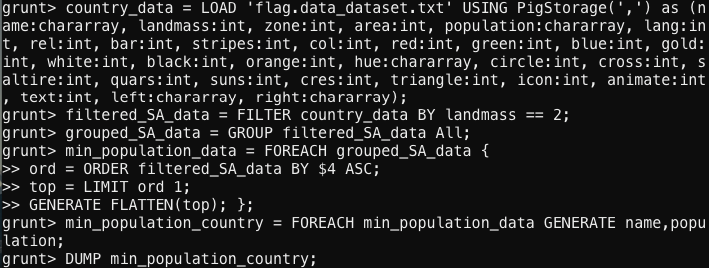 grunt> country_data = LOAD 'flag.data_dataset.txt' USING PigStorage(',') as (n
ame:chararray, landmass:int, zone:int, area:int, population:chararray, lang:in
t, rel:int, bar:int, stripes:int, col:int, red:int, green:int, blue:int, gold:
int, white:int, black:int, orange:int, hue:chararray, circle:int, cross:int, s
altire:int, quars:int, suns:int, cres:int, triangle:int, icon:int, animate:int
, text:int, left:chararray, right:chararray);
grunt> filtered_SA_data = FILTER country_data BY landmass == 2;
grunt> grouped_SA_data = GROUP filtered_SA_data All;
grunt> min_population_data = FOREACH grouped_SA_data {
>> ord = ORDER filtered_SA_data BY $4 ASC;
>> top = LIMIT ord 1;
>> GENERATE FLATTEN(top); };
grunt> min_population_country = FOREACH min_population_data GENERATE name,popu
lation;
grunt> DUMP min_population_country;